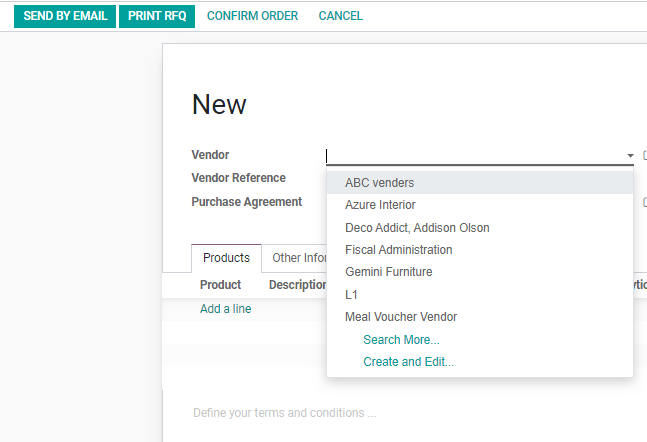 SEND BY EMAIL PRINT RFQ CONFIRM ORDER CANCEL
New
Vendor
Vendor Reference
Purchase Agreement
ABC venders
Azure Interior
Deco Addict, Addison Olson
Fiscal Administration
Gemini Furniture
L1
Meal Voucher Vendor
Search More...
Create and Edit...
Products Other Infor
Product Description
Add a line
Define your terms and conditions ...